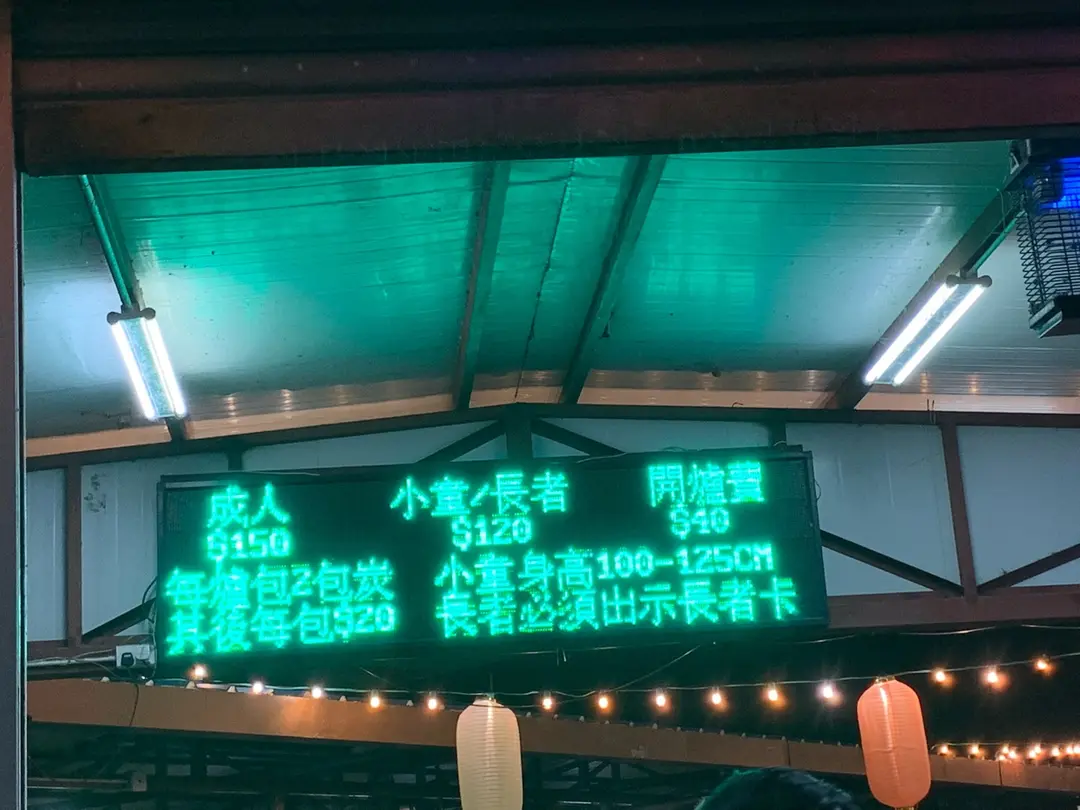 成人 小童/長者 開爐費
$150 $120 $40
每爐包2包炭 小童身高100-125CM
其後每包$20 長者必須出示長者卡